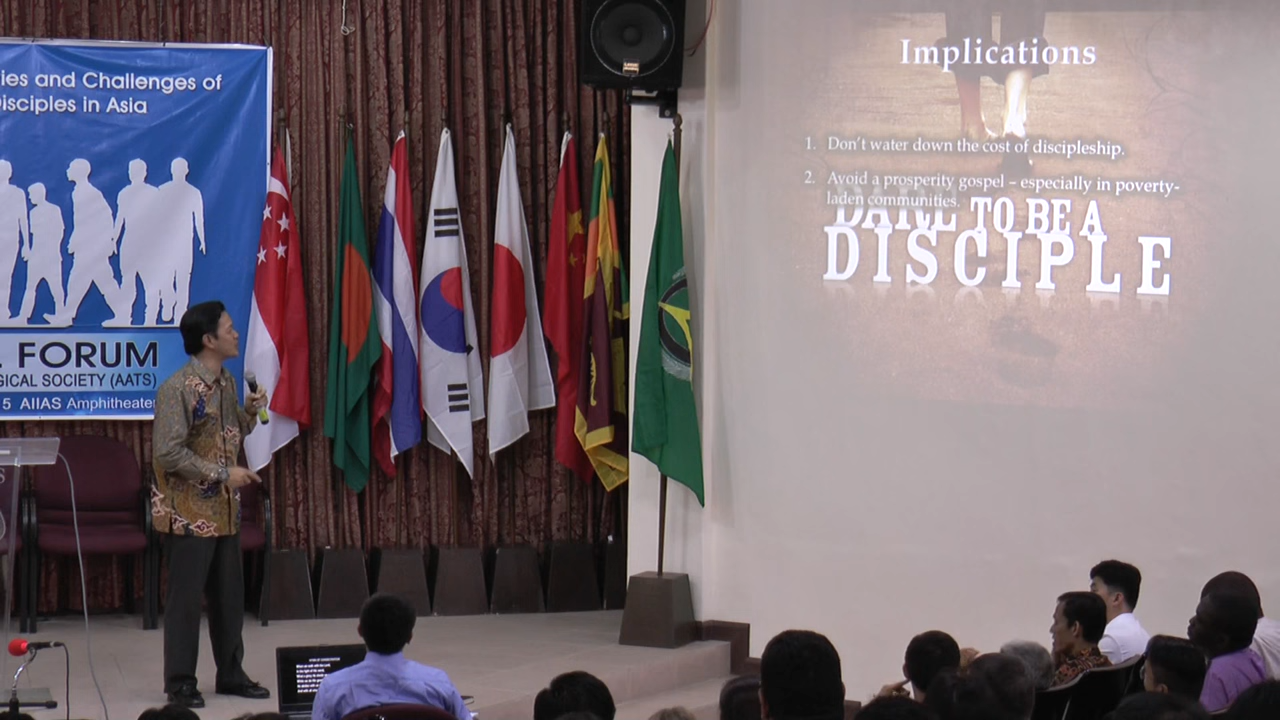 ies and Challenges of
Disciples in Asia
L FORUM
GICAL SOCIETY (AATS)
5 AIIAS Amphitheater
Implications
1. Don't water down the cost of discipleship.
2. Avoid a prosperity gospel – especially in poverty-
laden communities.
DARE TO BE A
DISCIPLE